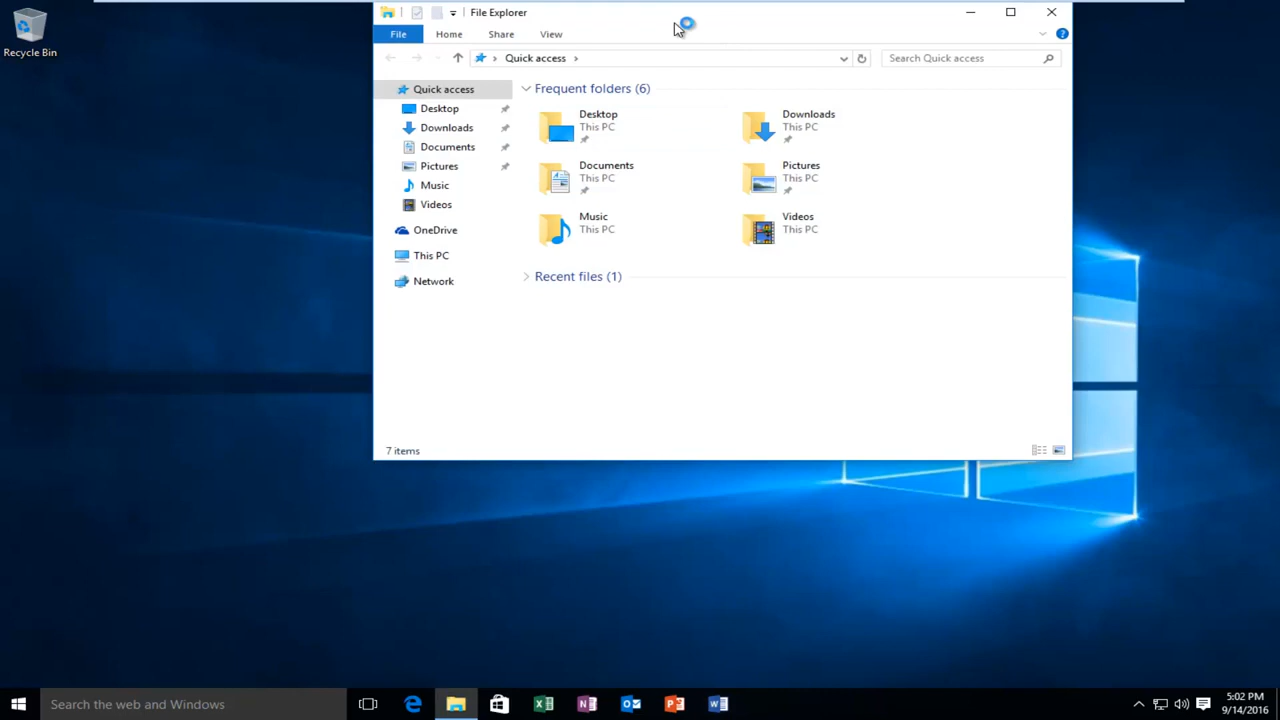 Recycle Bin
File Explorer
File Home Share View
Quick access
Search Quick access
Quick access
Desktop
Downloads
Documents
Pictures
Music
Videos
OneDrive
This PC
Network
Frequent folders (6)
Desktop
This PC
Downloads
This PC
Documents
This PC
Pictures
This PC
Music
This PC
Videos
This PC
Recent files (1)
7 items
Search the web and Windows
5:02 PM
9/14/2016